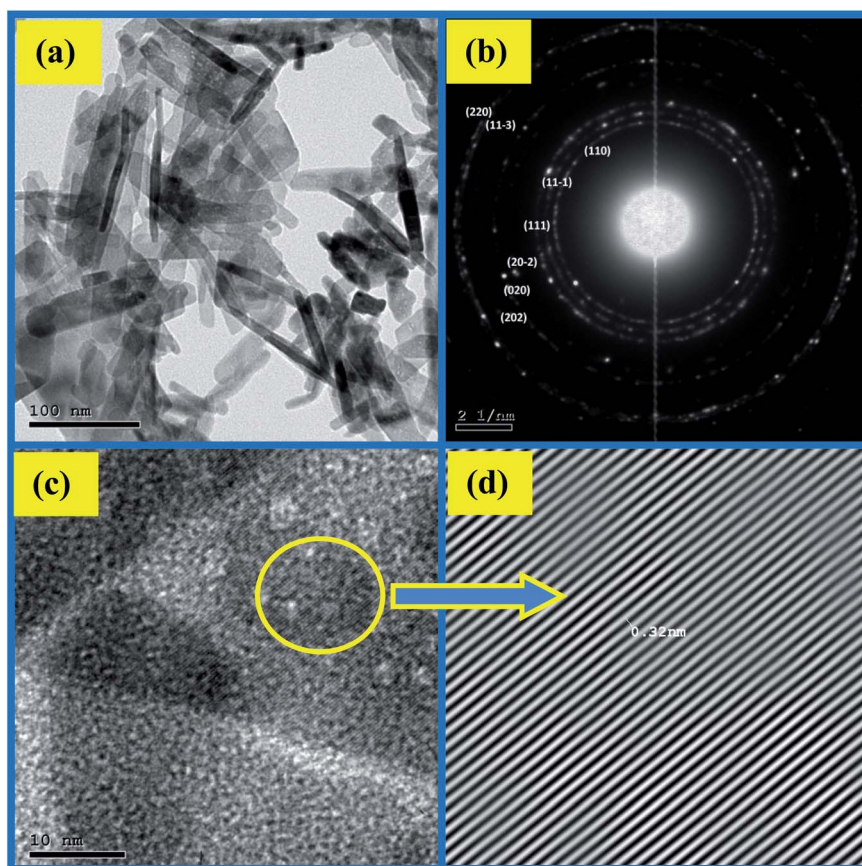 (a)
100 nm
(b)
(220)
(11-3)
(110)
(11-1)
(111)
(20-2)
(020)
(202)
2 1/nm
(c)
10 nm
(d)
0.32nm